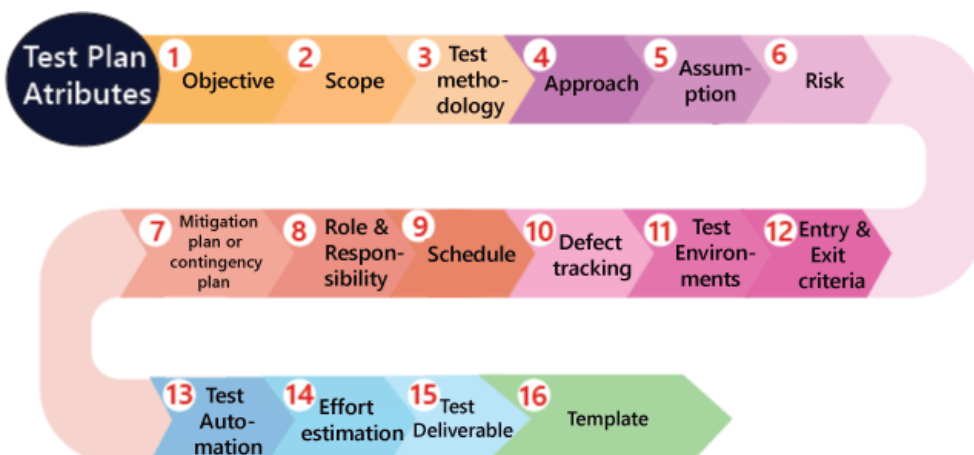 Test Plan
Atributes
1
Objective
2
Scope
3
Test
metho-
dology
4
Approach
5
Assum-
ption
6
Risk
7
Mitigation
plan or
contingency
plan
8
Role &
Respon-
sibility
9
Schedule
10
Defect
tracking
11
Test
Environ-
ments
12
Entry &
Exit
criteria
13
Test
Auto-
mation
14
Effort
estimation
15
Test
Deliverable
16
Template